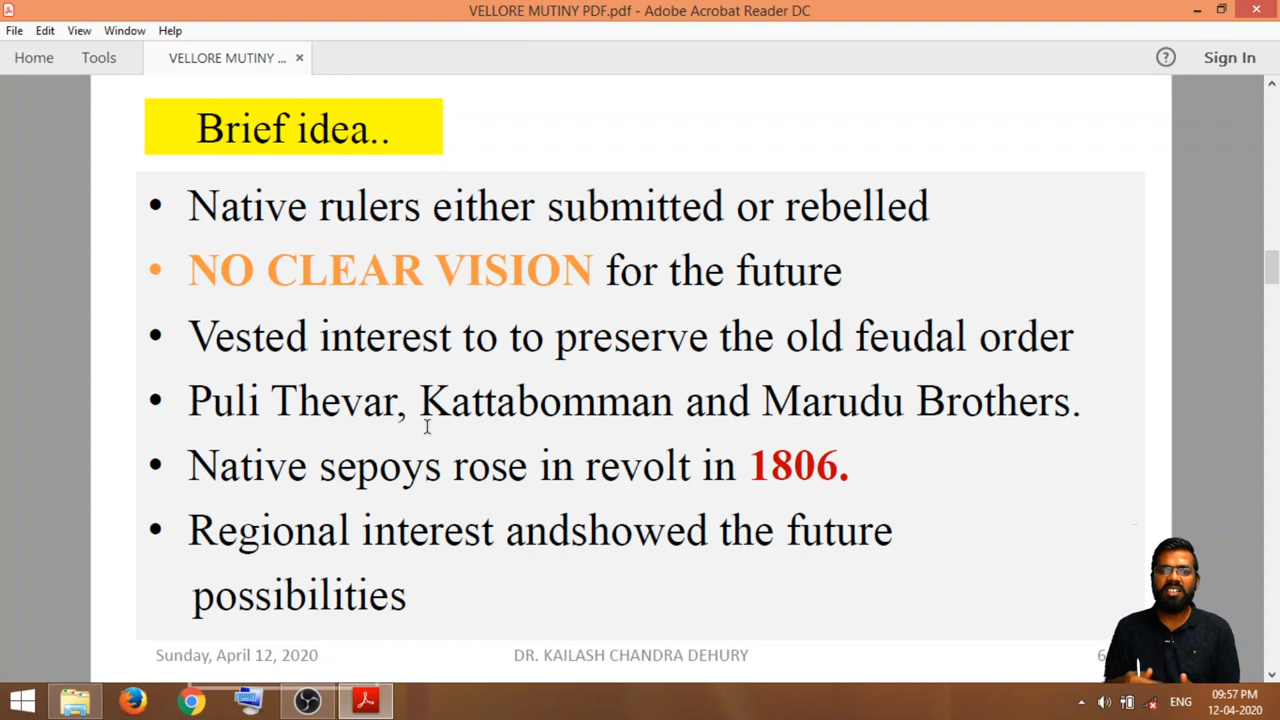 VELLORE MUTINY PDF.pdf - Adobe Acrobat Reader DC
File Edit View Window Help
Home Tools VELLORE MUTINY ... × Sign In
Brief idea..
• Native rulers either submitted or rebelled
• NO CLEAR VISION for the future
• Vested interest to to preserve the old feudal order
• Puli Thevar, Kattabomman and Marudu Brothers.
• Native sepoys rose in revolt in 1806.
• Regional interest andshowed the future
possibilities
Sunday, April 12, 2020 DR. KAILASH CHANDRA DEHURY 6
ENG 09:57 PM
12-04-2020